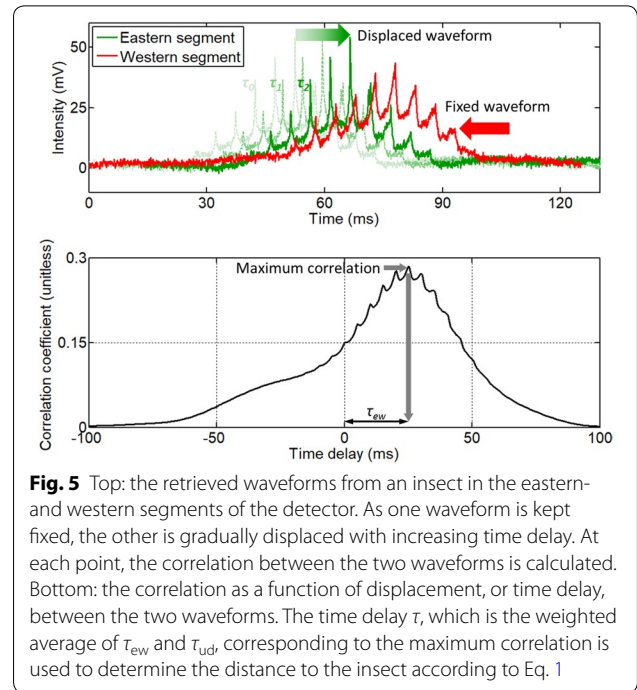 Eastern segment
Western segment
Displaced waveform
Fixed waveform
τ0 τ1 τ2
Intensity (mV)
50
25
0
0 30 60 90 120
Time (ms)
Correlation coefficient (unitless)
0.3
0.15
0
Maximum correlation
τew
-100 -50 0 50 100
Time delay (ms)
Fig. 5 Top: the retrieved waveforms from an insect in the eastern-
and western segments of the detector. As one waveform is kept
fixed, the other is gradually displaced with increasing time delay. At
each point, the correlation between the two waveforms is calculated.
Bottom: the correlation as a function of displacement, or time delay,
between the two waveforms. The time delay τ, which is the weighted
average of τew and τud, corresponding to the maximum correlation is
used to determine the distance to the insect according to Eq. 1